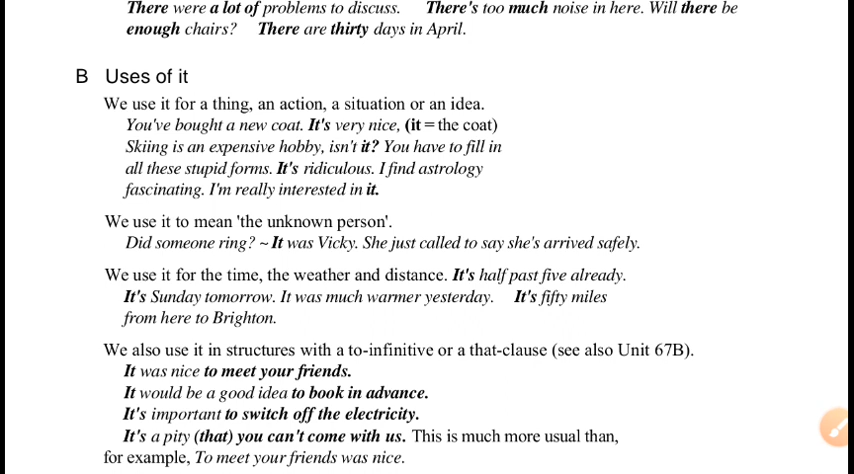 There were a lot of problems to discuss. There's too much noise in here. Will there be
enough chairs? There are thirty days in April.
B Uses of it
We use it for a thing, an action, a situation or an idea.
You've bought a new coat. It's very nice, (it = the coat)
Skiing is an expensive hobby, isn't it? You have to fill in
all these stupid forms. It's ridiculous. I find astrology
fascinating. I'm really interested in it.
We use it to mean 'the unknown person'.
Did someone ring? ~ It was Vicky. She just called to say she's arrived safely.
We use it for the time, the weather and distance. It's half past five already.
It's Sunday tomorrow. It was much warmer yesterday. It's fifty miles
from here to Brighton.
We also use it in structures with a to-infinitive or a that-clause (see also Unit 67B).
It was nice to meet your friends.
It would be a good idea to book in advance.
It's important to switch off the electricity.
It's a pity (that) you can't come with us. This is much more usual than,
for example, To meet your friends was nice.